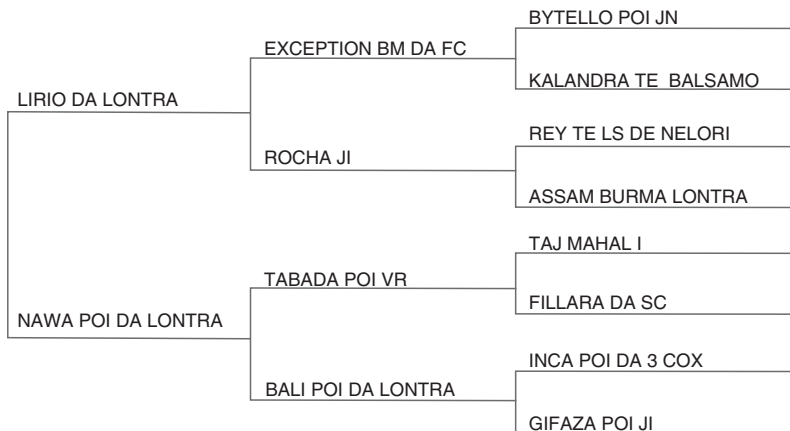 BYTELLO POI JN
EXCEPTION BM DA FC
KALANDRA TE BALSAMO
LIRIO DA LONTRA
REY TE LS DE NELORI
ROCHA JI
ASSAM BURMA LONTRA
TAJ MAHAL I
TABADA POI VR
FILLARA DA SC
NAWA POI DA LONTRA
INCA POI DA 3 COX
BALI POI DA LONTRA
GIFAZA POI JI